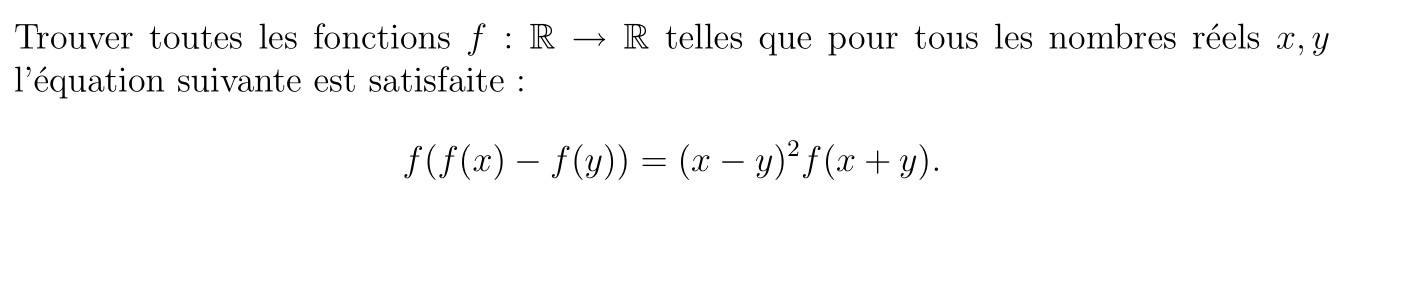 Trouver toutes les fonctions f : ℝ → ℝ telles que pour tous les nombres réels x, y
l'équation suivante est satisfaite :
f(f(x) − f(y)) = (x − y)²f(x + y).